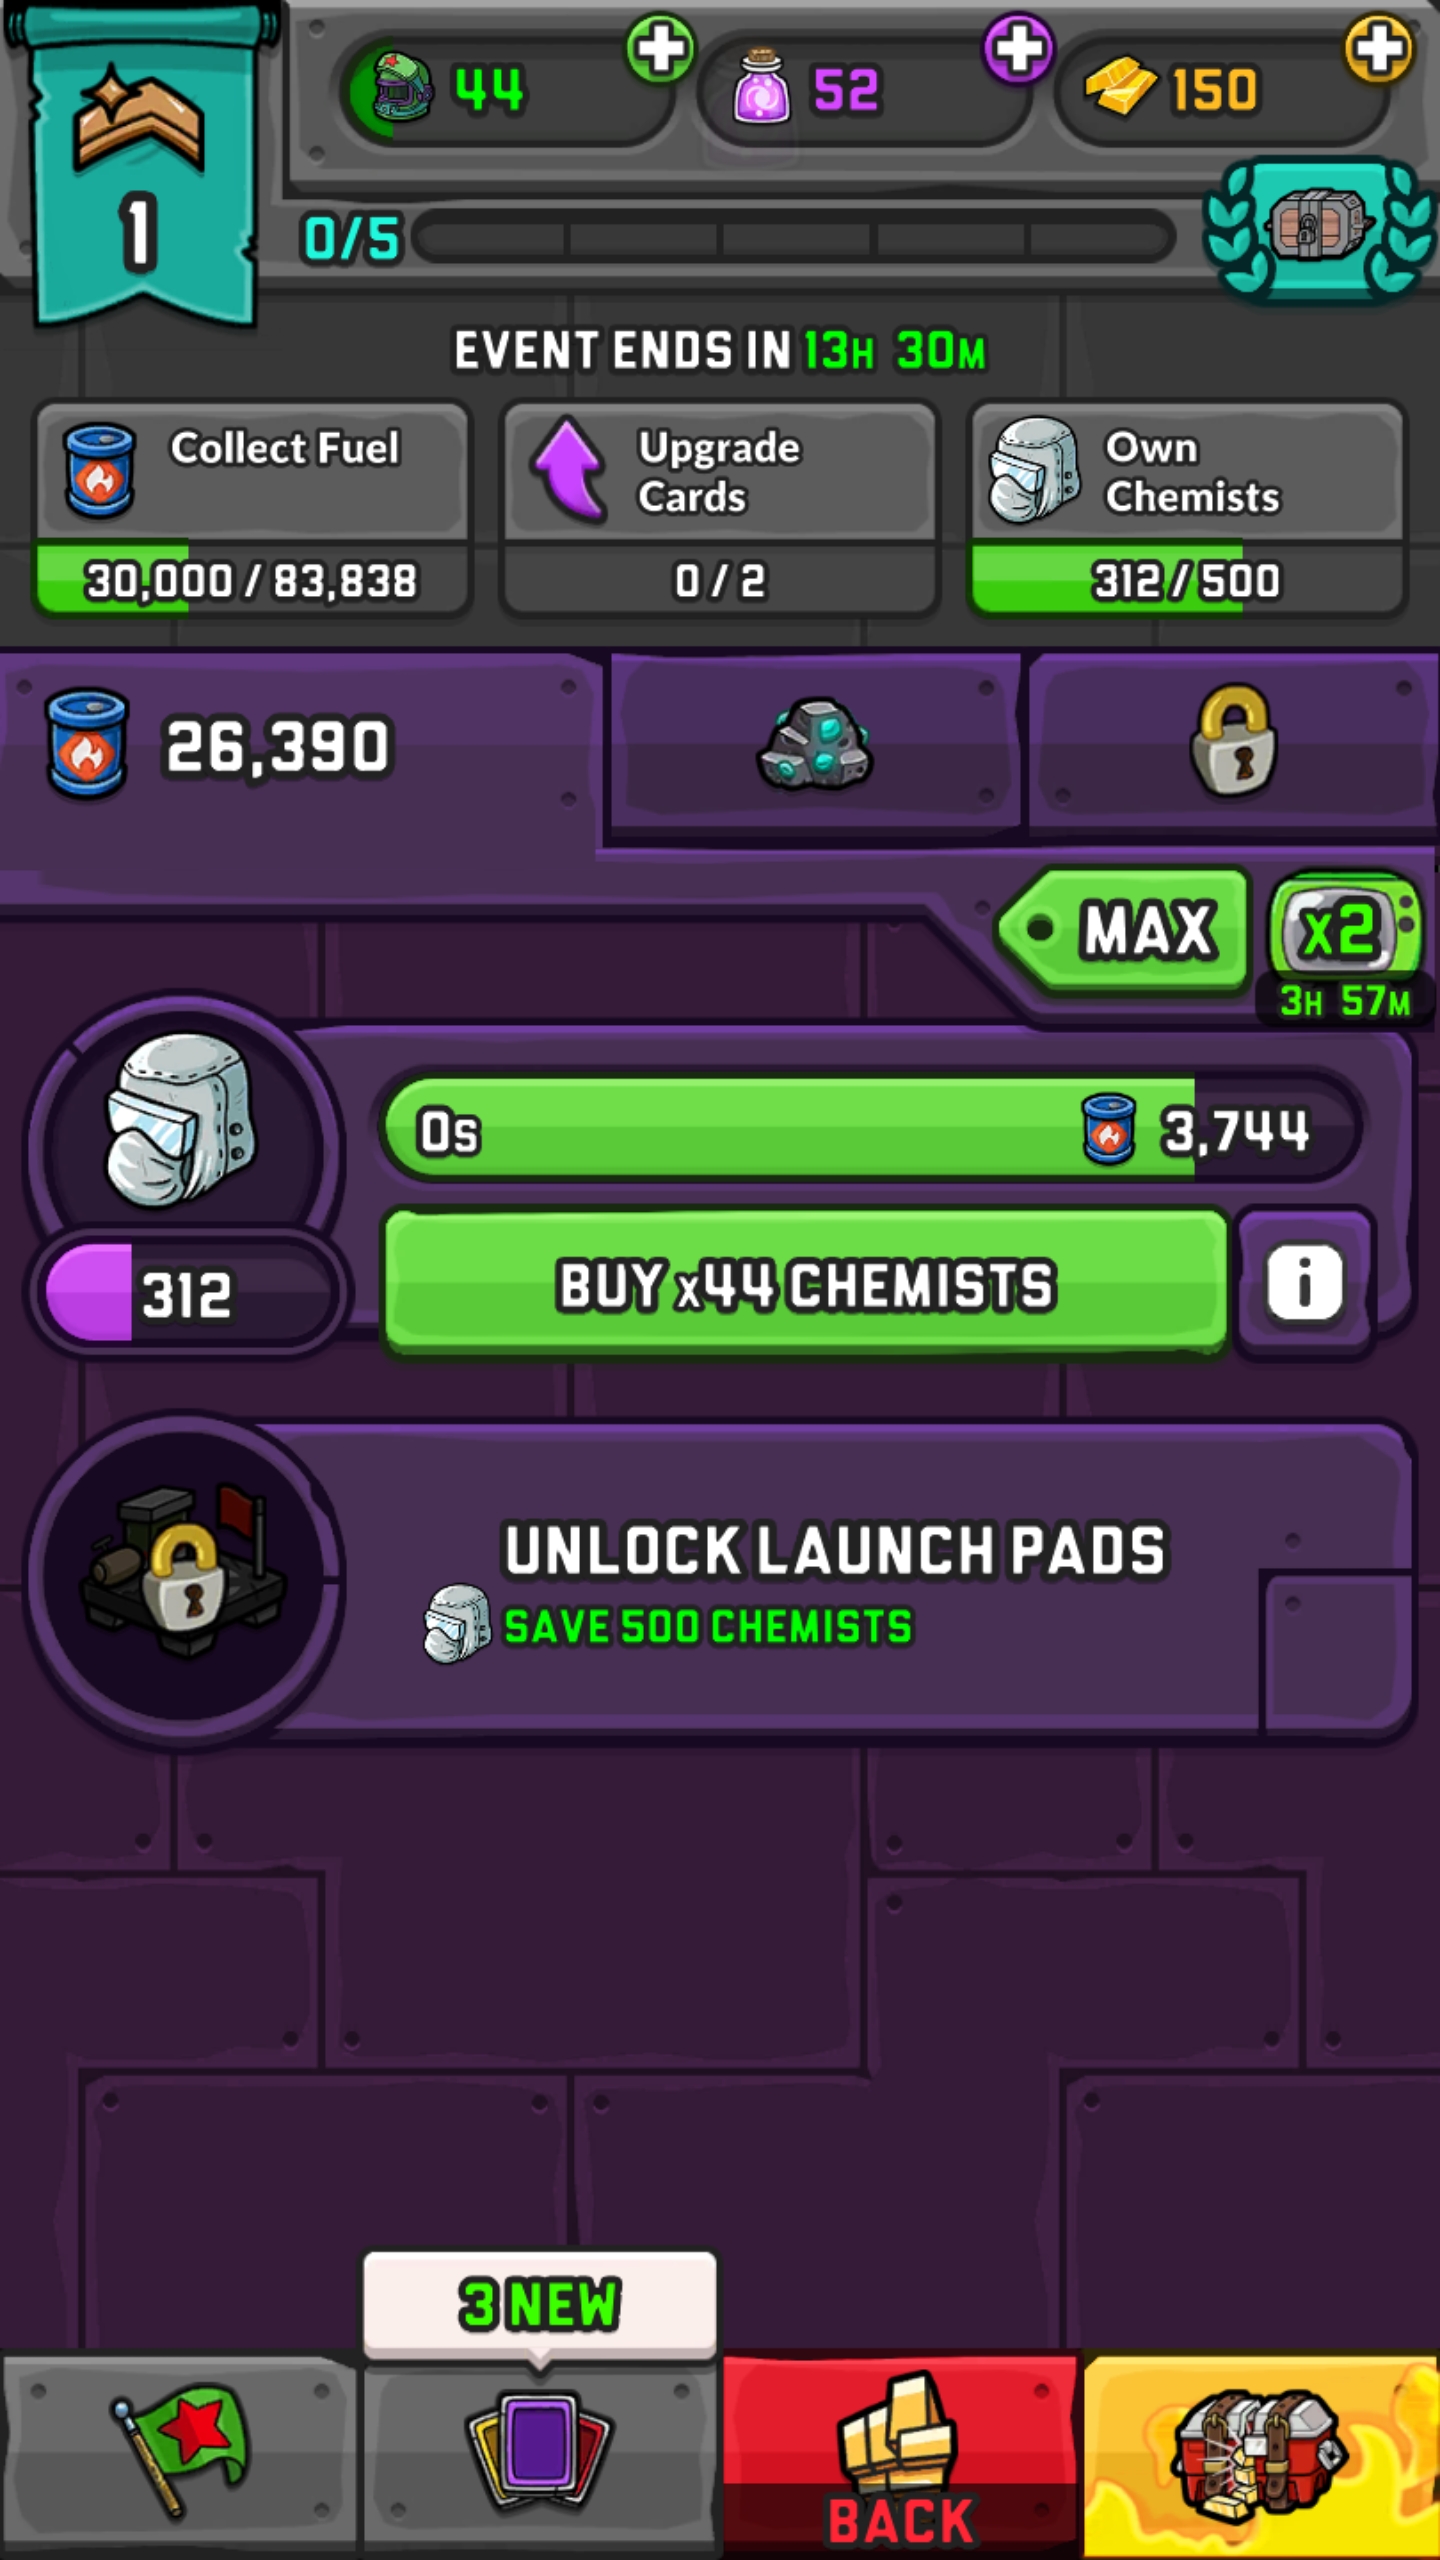 44
52
150
1
0/5
EVENT ENDS IN 13H 30M
Collect Fuel
30,000 / 83,838
Upgrade
Cards
0 / 2
Own
Chemists
312 / 500
26,390
MAX
x2
3H 57M
0s
3,744
312
BUY x44 CHEMISTS
i
UNLOCK LAUNCH PADS
SAVE 500 CHEMISTS
3 NEW
BACK